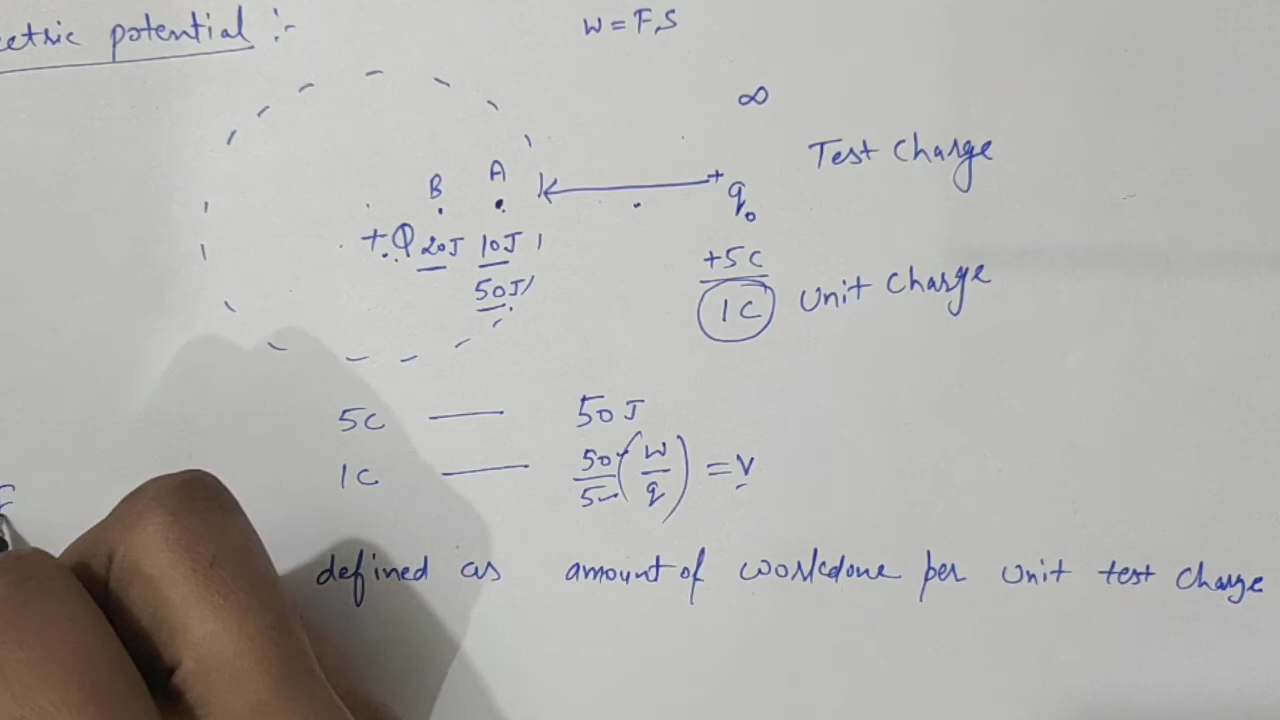 etric potential :-
W = F.S
∞
Test charge
B A
+ q₀
+Q 20J 10J
50J
+5C
1C Unit charge
5C — 50J
1C — 50/5 (W/q) = V
defined as amount of workdone per unit test charge